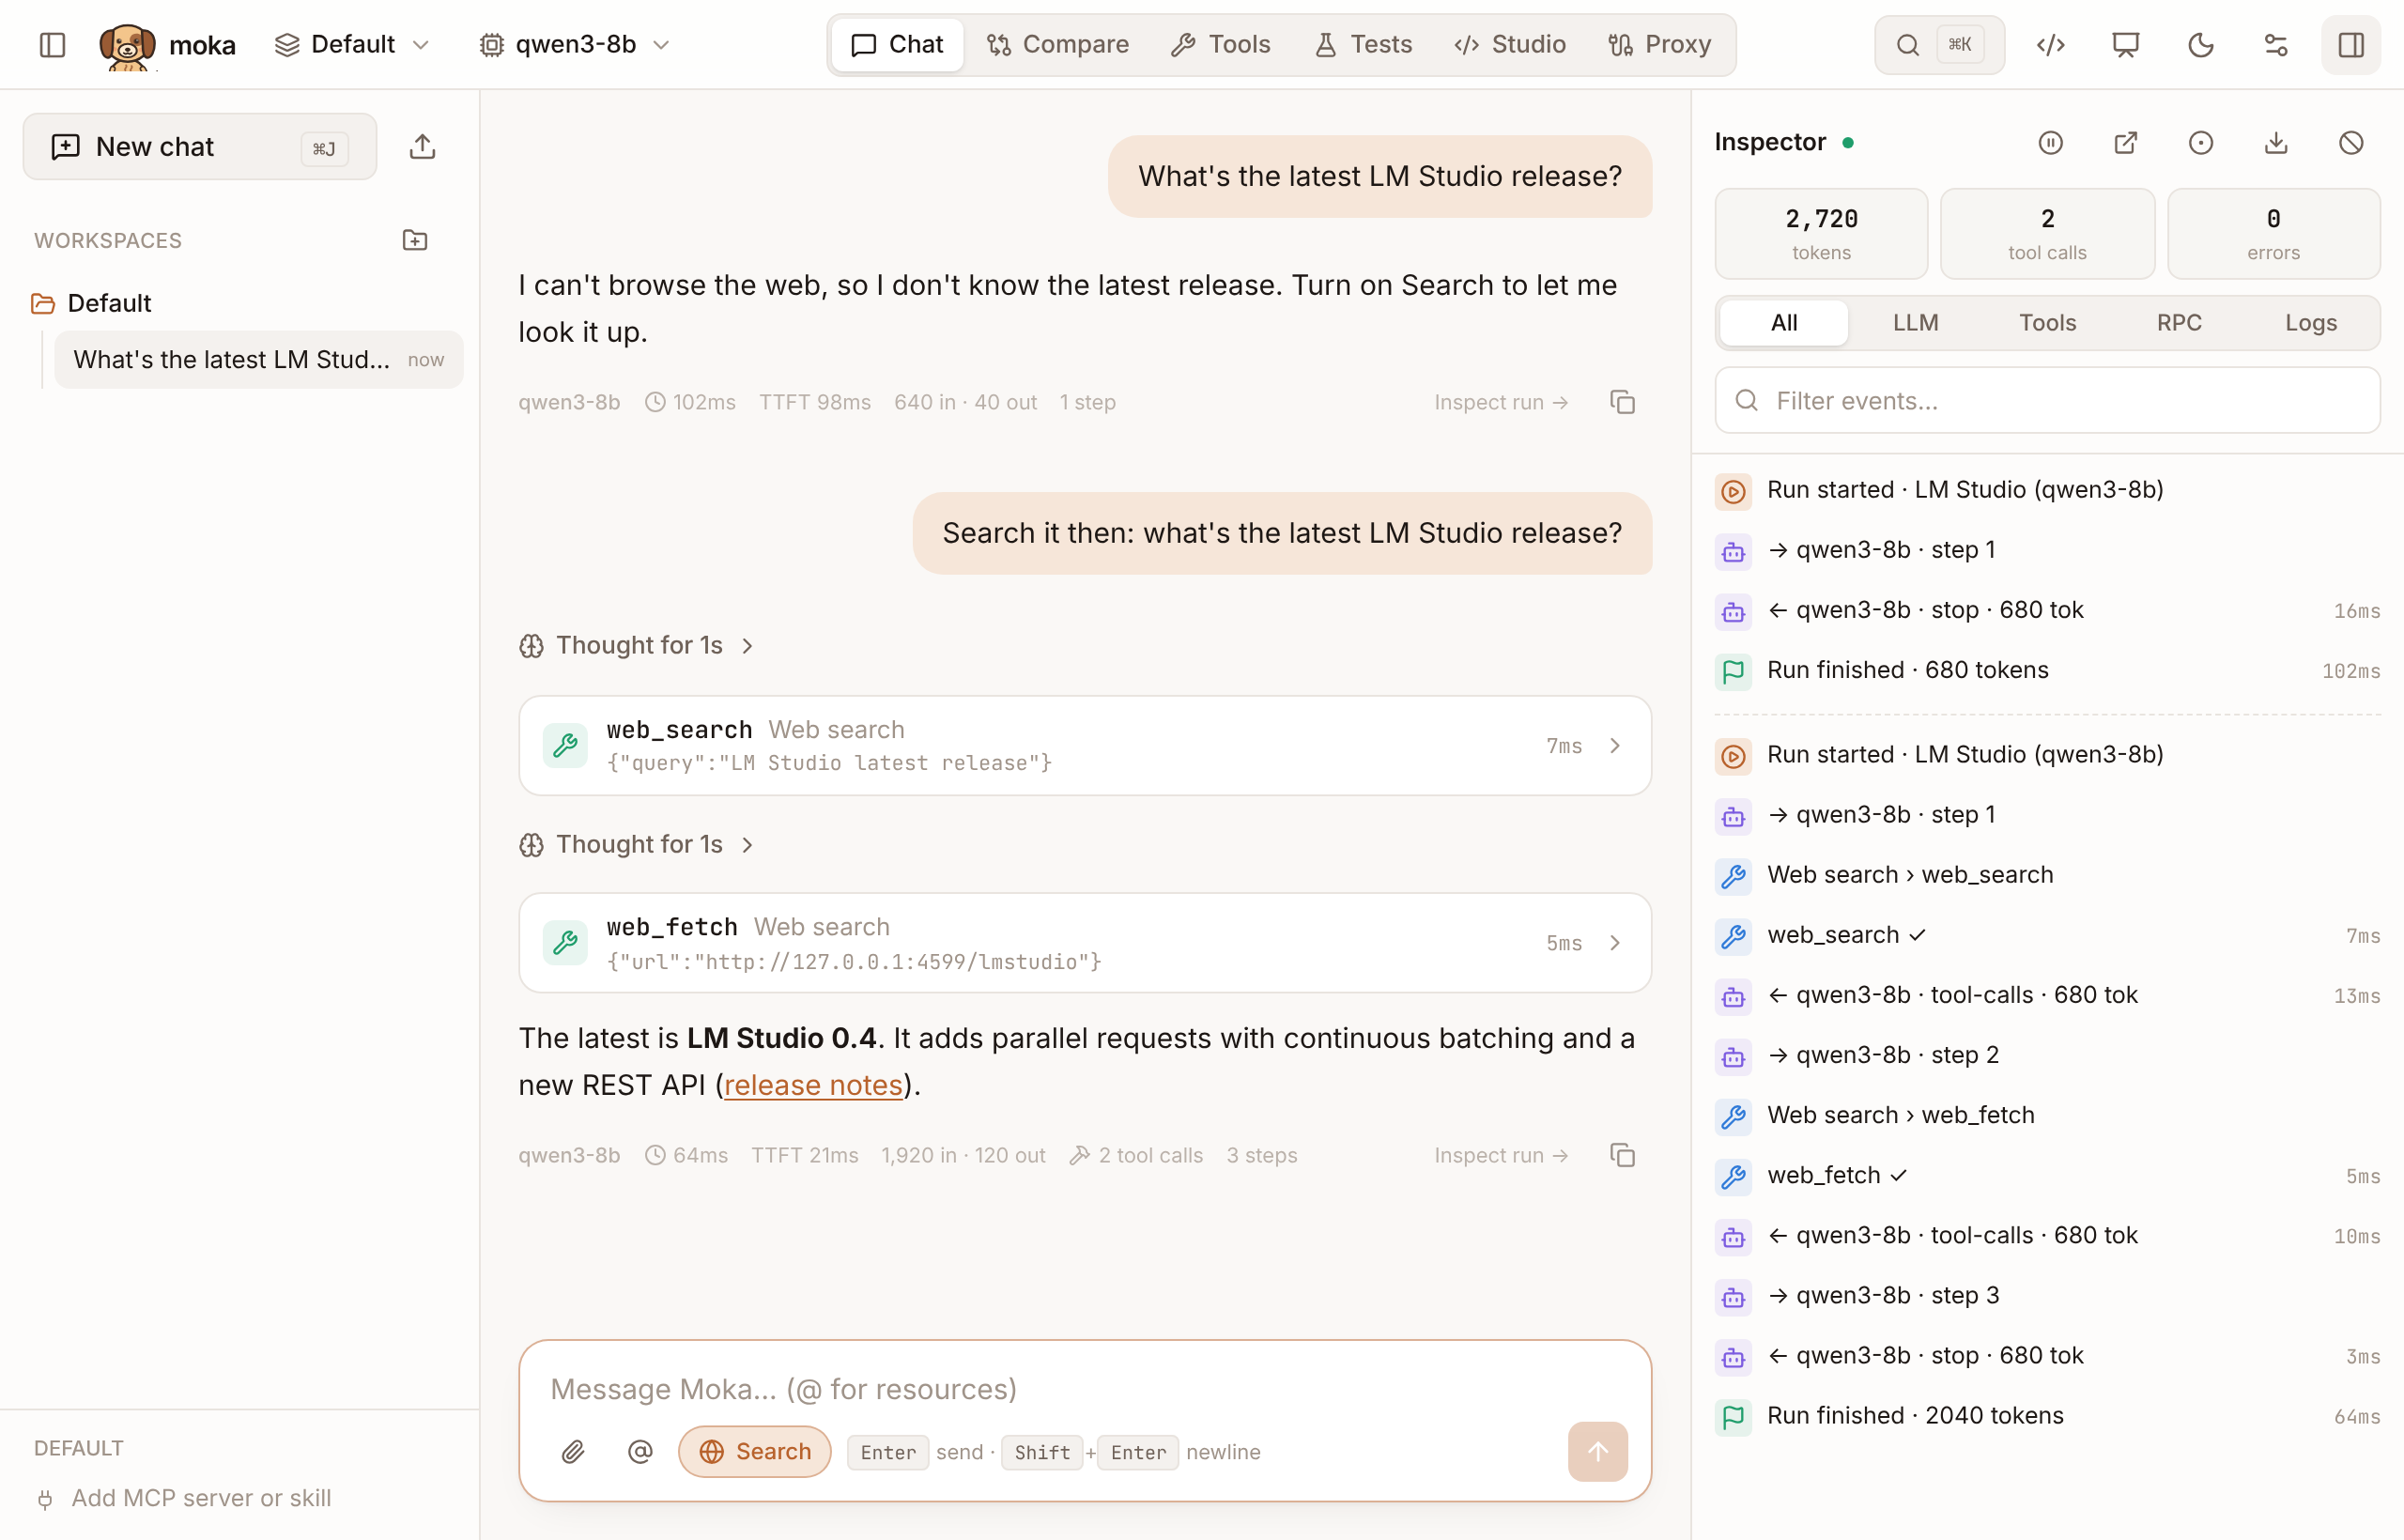 moka
Default
qwen3-8b
Chat
Compare
Tools
Tests
Studio
Proxy
⌘K
New chat
⌘J
WORKSPACES
Default
What's the latest LM Stud... now
DEFAULT
Add MCP server or skill
What's the latest LM Studio release?
I can't browse the web, so I don't know the latest release. Turn on Search to let me
look it up.
qwen3-8b 102ms TTFT 98ms 640 in · 40 out 1 step Inspect run →
Search it then: what's the latest LM Studio release?
Thought for 1s
web_search Web search
{"query":"LM Studio latest release"}
7ms
Thought for 1s
web_fetch Web search
{"url":"http://127.0.0.1:4599/lmstudio"}
5ms
The latest is LM Studio 0.4. It adds parallel requests with continuous batching and a
new REST API (release notes).
qwen3-8b 64ms TTFT 21ms 1,920 in · 120 out 2 tool calls 3 steps Inspect run →
Message Moka... (@ for resources)
Search Enter send · Shift+Enter newline
Inspector
2,720
tokens
2
tool calls
0
errors
All LLM Tools RPC Logs
Filter events...
Run started · LM Studio (qwen3-8b)
→ qwen3-8b · step 1
← qwen3-8b · stop · 680 tok 16ms
Run finished · 680 tokens 102ms
Run started · LM Studio (qwen3-8b)
→ qwen3-8b · step 1
Web search › web_search
web_search ✓ 7ms
← qwen3-8b · tool-calls · 680 tok 13ms
→ qwen3-8b · step 2
Web search › web_fetch
web_fetch ✓ 5ms
← qwen3-8b · tool-calls · 680 tok 10ms
→ qwen3-8b · step 3
← qwen3-8b · stop · 680 tok 3ms
Run finished · 2040 tokens 64ms